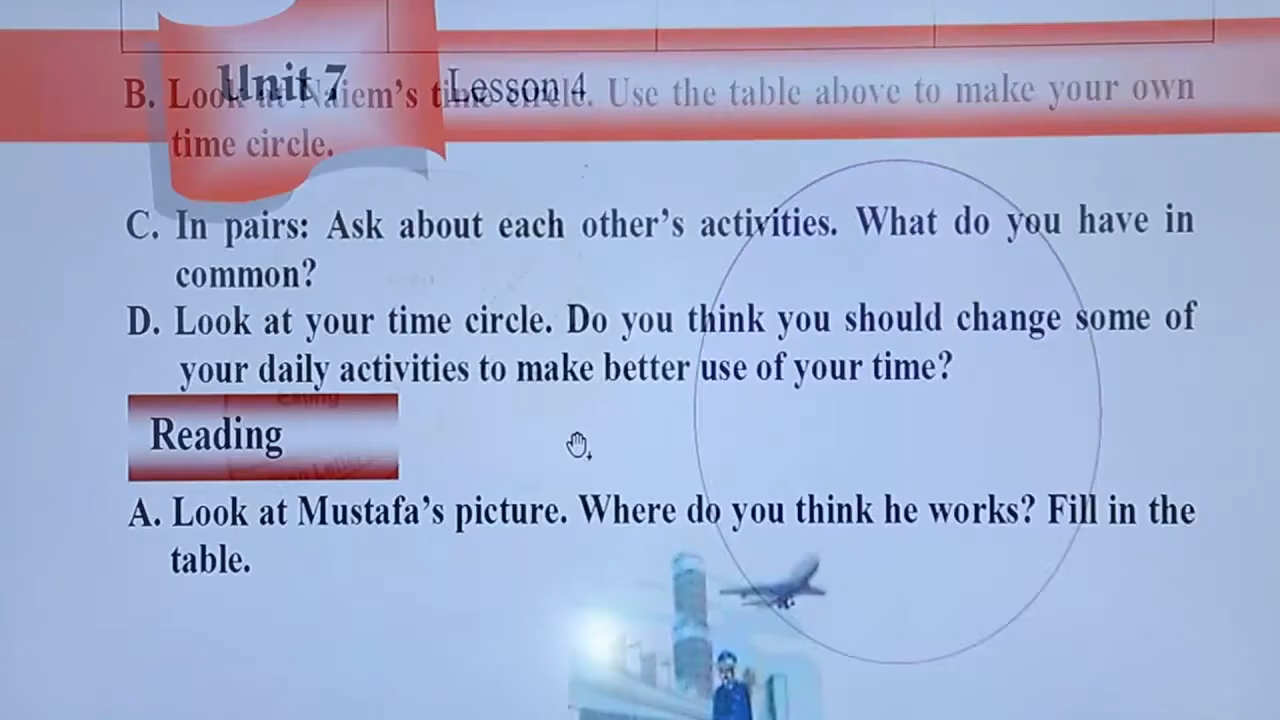 Unit 7 Lesson 4
B. Look at Naiem's time circle. Use the table above to make your own
time circle.
C. In pairs: Ask about each other's activities. What do you have in
common?
D. Look at your time circle. Do you think you should change some of
your daily activities to make better use of your time?
Eating
Reading
A. Look at Mustafa's picture. Where do you think he works? Fill in the
table.